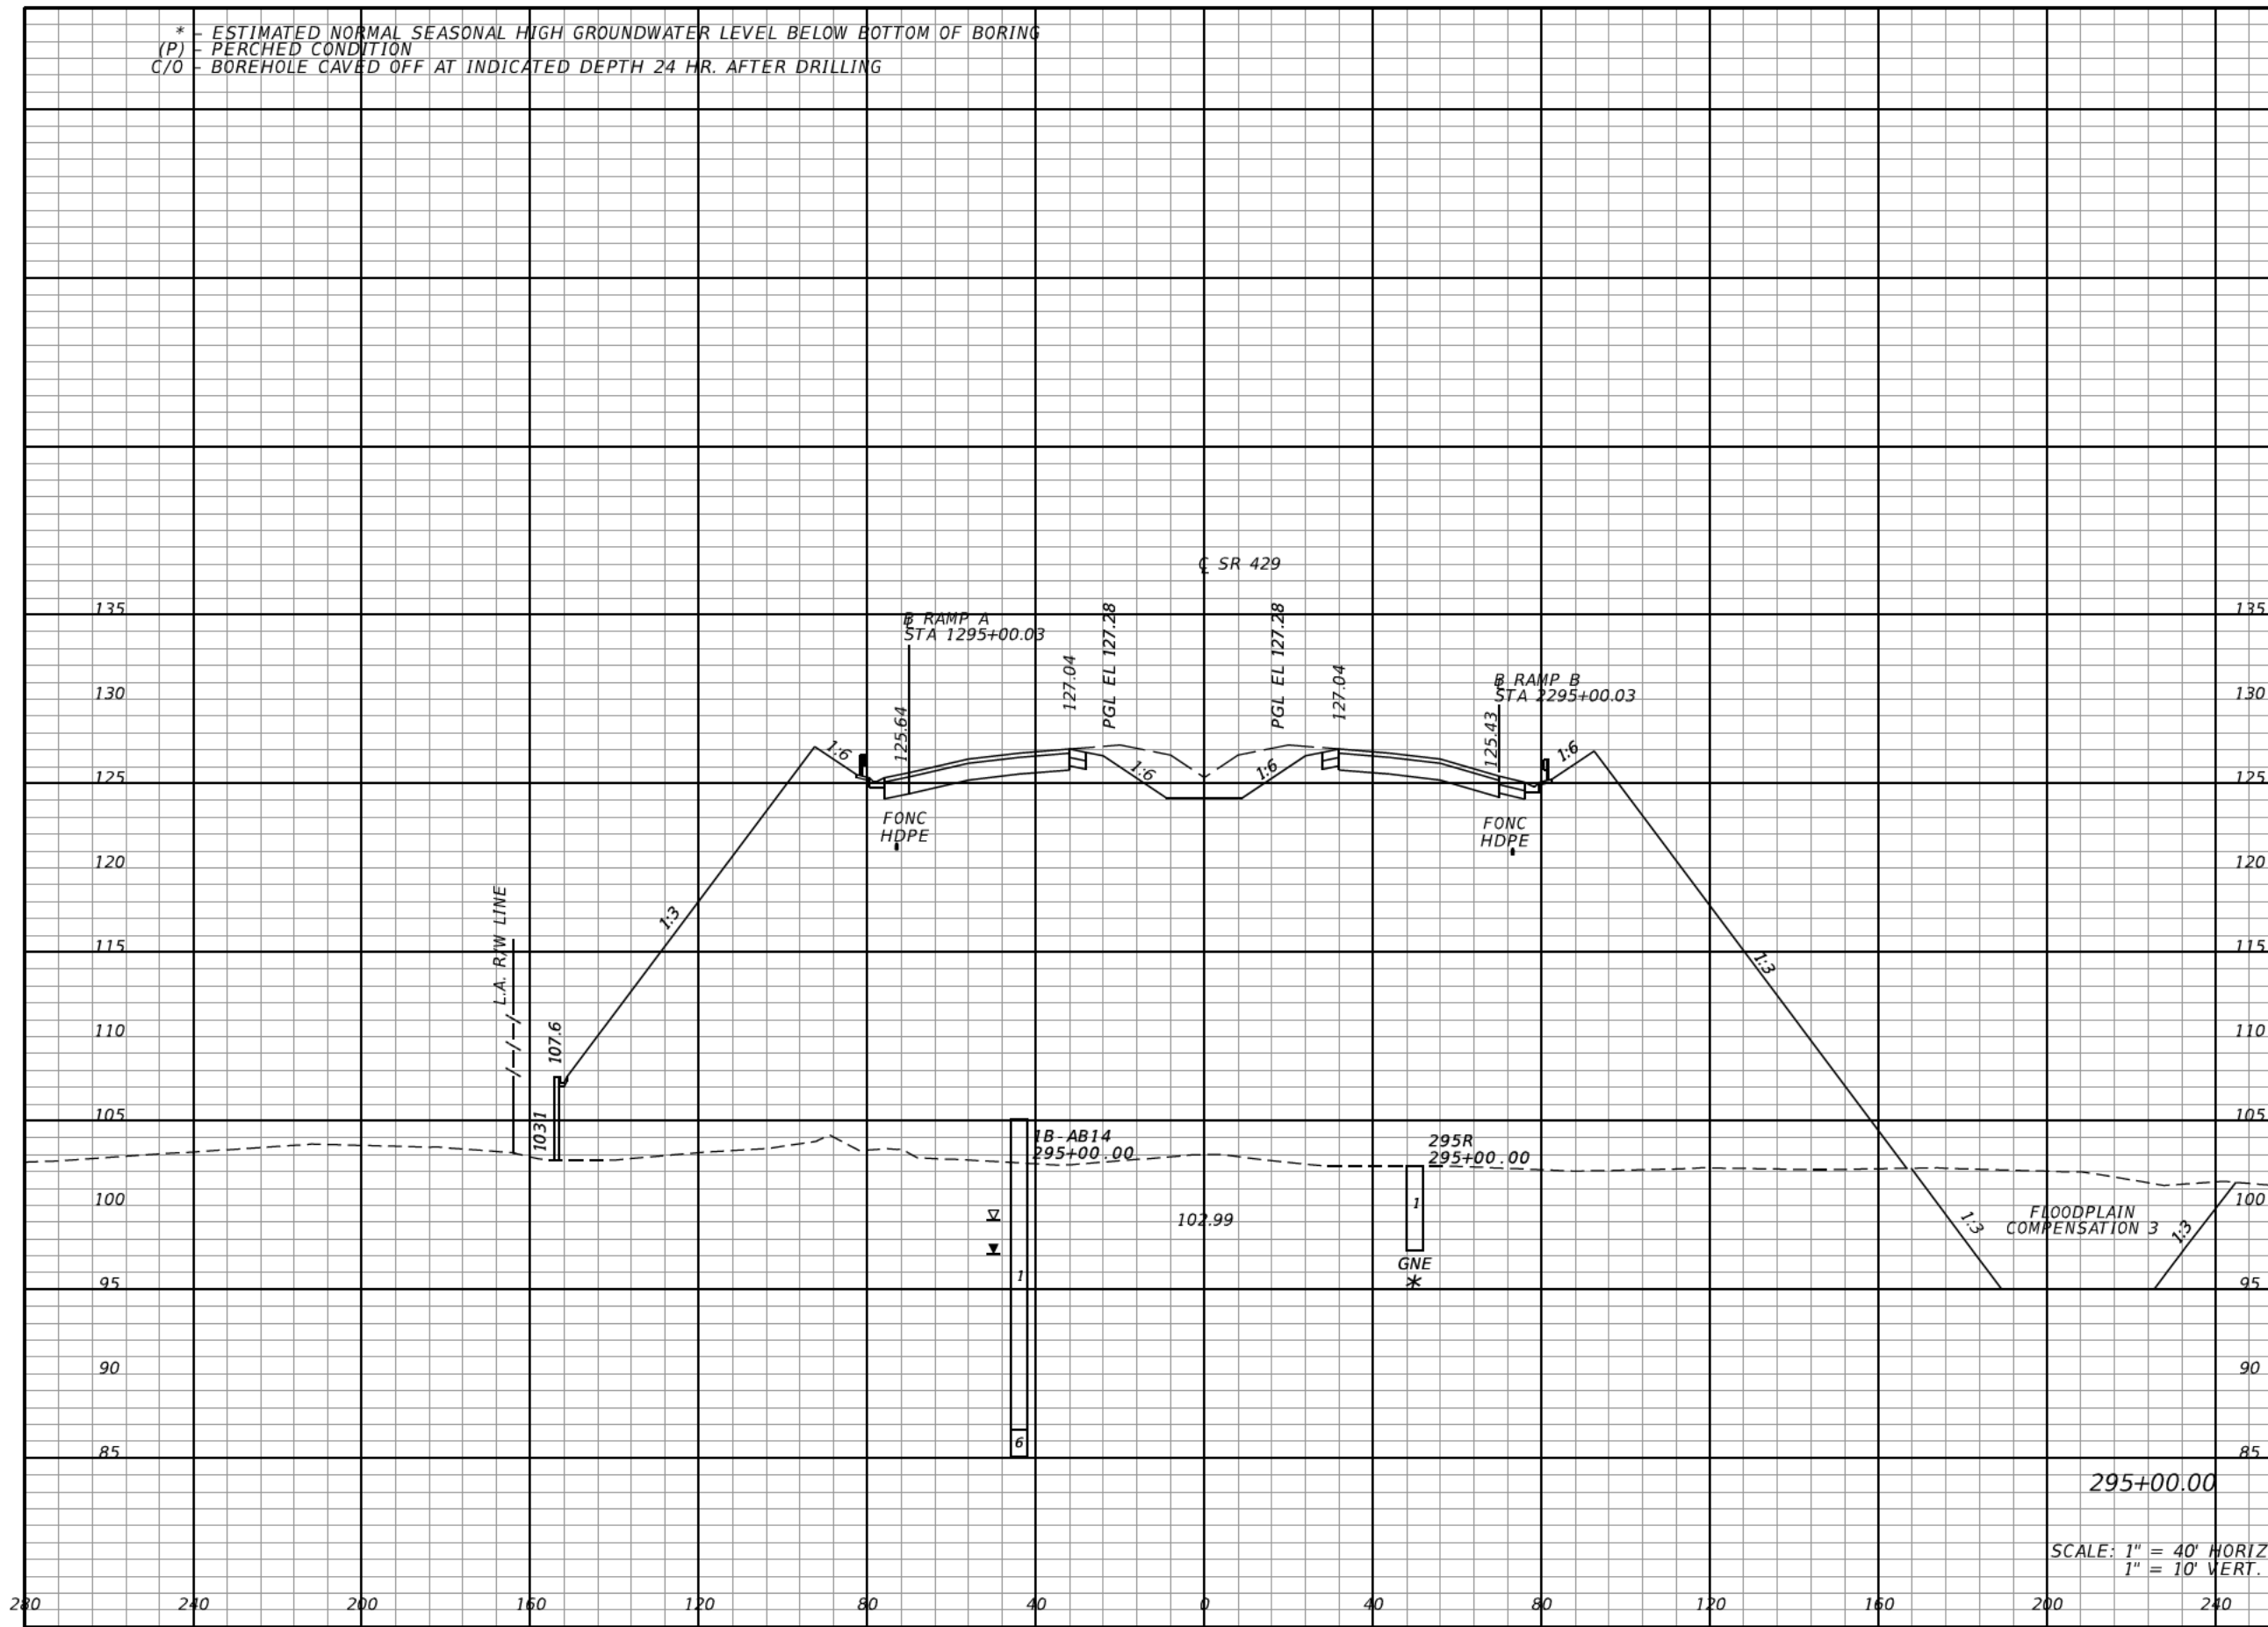 * - ESTIMATED NORMAL SEASONAL HIGH GROUNDWATER LEVEL BELOW BOTTOM OF BORING
(P) - PERCHED CONDITION
C/O - BOREHOLE CAVED OFF AT INDICATED DEPTH 24 HR. AFTER DRILLING
℄ SR 429
135
135
B RAMP A
STA 1295+00.03
127.04
PGL EL 127.28
PGL EL 127.28
127.04
B RAMP B
STA 2295+00.03
130
130
125.64
125.43
1:6
1:6
1:6
1:6
125
125
FONC
HDPE
FONC
HDPE
120
120
L.A. R/W LINE
1:3
1:3
115
115
110
110
107.6
103.1
105
105
1B-AB14
295+00.00
295R
295+00.00
100
100
1
102.99
FLOODPLAIN
COMPENSATION 3
1:3
1:3
GNE
*
1
95
95
90
90
6
85
85
295+00.00
SCALE: 1" = 40' HORIZ
1" = 10' VERT.
280 240 200 160 120 80 40 0 40 80 120 160 200 240